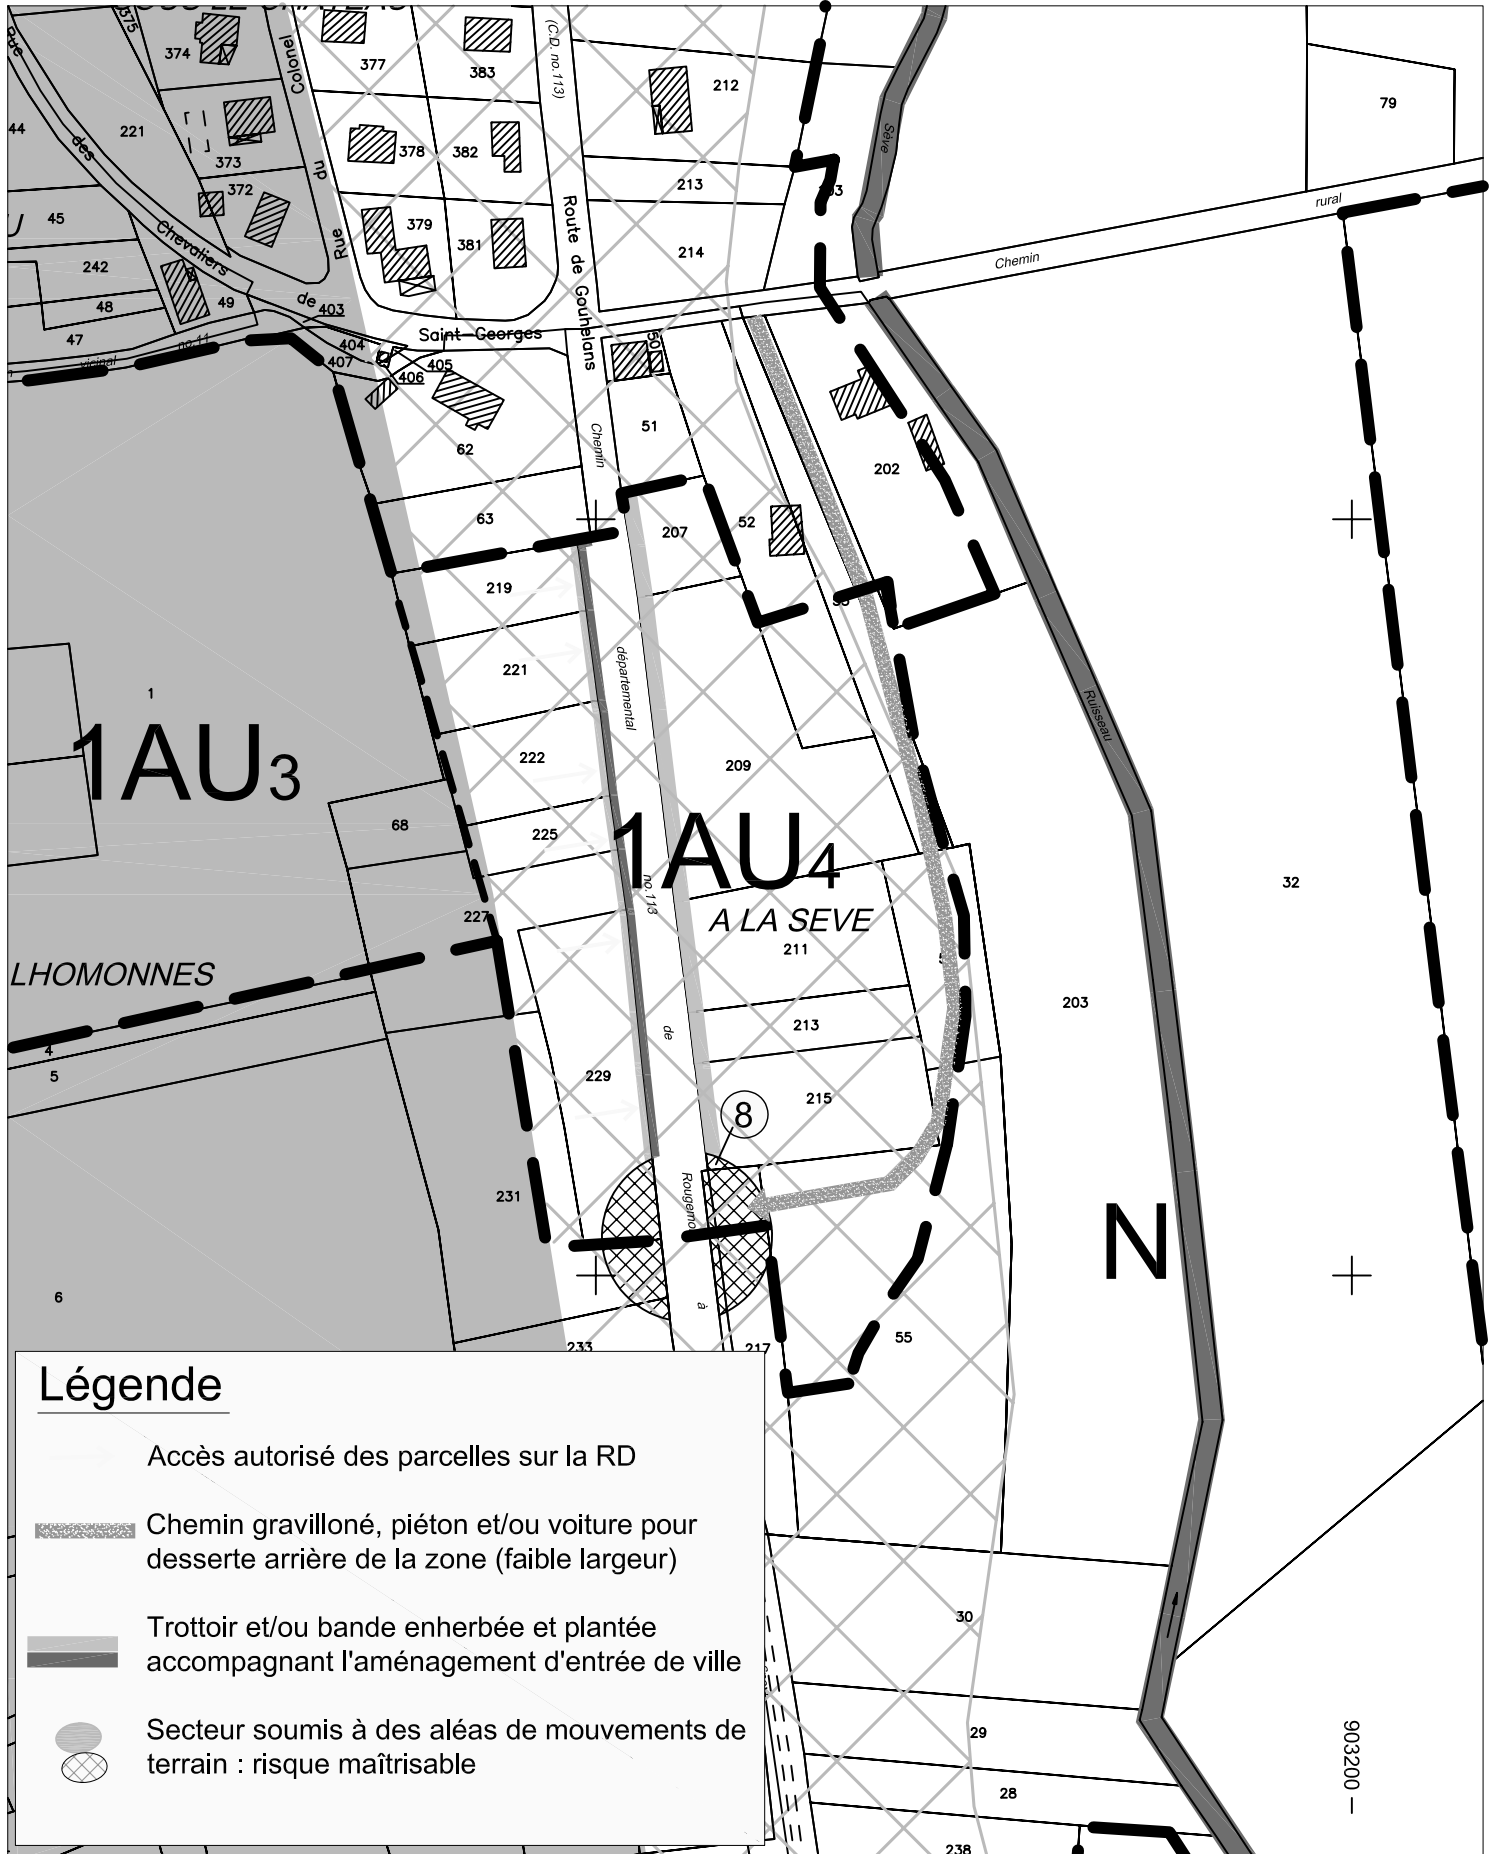 375
374
Colonel
377
383
(C.D. no.113)
212
79
Rue
44
221
des
373
du
378
382
Sève
213
372
U
45
379
381
Route de Gouhelans
214
rural
Chemin
Rue
Chevaliers
242
48
49
de
403
47
vicinal
no.11
404
407
Saint-Georges
405
406
62
Chemin
51
202
63
207
52
219
221
départemental
1
1AU3
222
209
Ruisseau
68
225
1AU4
no.113
32
227
A LA SEVE
211
LHOMONNES
203
213
de
4
5
229
215
8
231
Rougemo
N
6
à
233
217
55
Légende
Accès autorisé des parcelles sur la RD
Chemin gravilloné, piéton et/ou voiture pour
desserte arrière de la zone (faible largeur)
Trottoir et/ou bande enherbée et plantée
accompagnant l'aménagement d'entrée de ville
Secteur soumis à des aléas de mouvements de
terrain : risque maîtrisable
30
29
28
238
903200